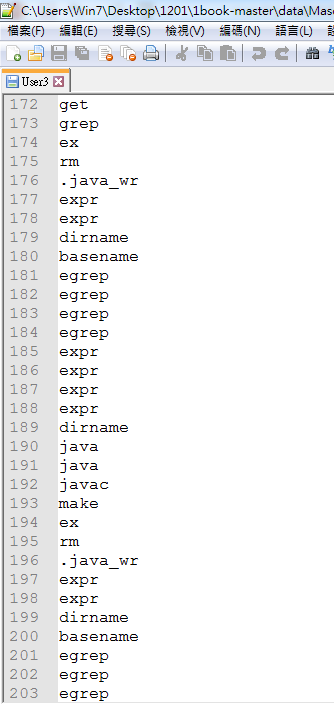 C:\Users\Win7\Desktop\1201\1book-master\data\Mas
檔案(F) 編輯(E) 搜尋(S) 檢視(V) 編碼(N) 語言(L)
User3
172 get
173 grep
174 ex
175 rm
176 .java_wr
177 expr
178 expr
179 dirname
180 basename
181 egrep
182 egrep
183 egrep
184 egrep
185 expr
186 expr
187 expr
188 expr
189 dirname
190 java
191 java
192 javac
193 make
194 ex
195 rm
196 .java_wr
197 expr
198 expr
199 dirname
200 basename
201 egrep
202 egrep
203 egrep